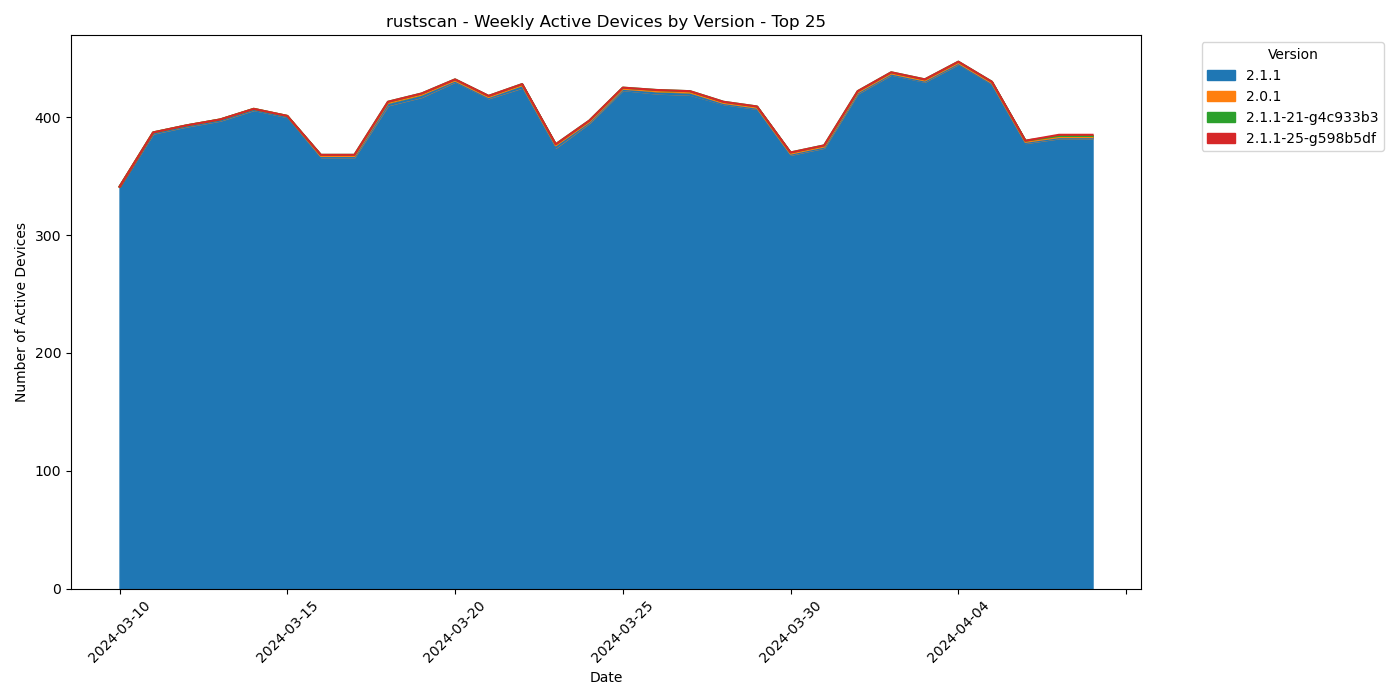 rustscan - Weekly Active Devices by Version - Top 25
Number of Active Devices
400
300
200
100
0
2024-03-10
2024-03-15
2024-03-20
2024-03-25
2024-03-30
2024-04-04
Date
Version
2.1.1
2.0.1
2.1.1-21-g4c933b3
2.1.1-25-g598b5df